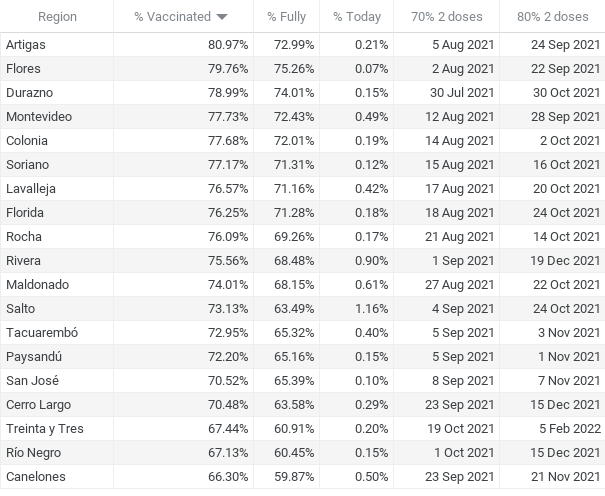 Region % Vaccinated % Fully % Today 70% 2 doses 80% 2 doses
Artigas 80.97% 72.99% 0.21% 5 Aug 2021 24 Sep 2021
Flores 79.76% 75.26% 0.07% 2 Aug 2021 22 Sep 2021
Durazno 78.99% 74.01% 0.15% 30 Jul 2021 30 Oct 2021
Montevideo 77.73% 72.43% 0.49% 12 Aug 2021 28 Sep 2021
Colonia 77.68% 72.01% 0.19% 14 Aug 2021 2 Oct 2021
Soriano 77.17% 71.31% 0.12% 15 Aug 2021 16 Oct 2021
Lavalleja 76.57% 71.16% 0.42% 17 Aug 2021 20 Oct 2021
Florida 76.25% 71.28% 0.18% 18 Aug 2021 24 Oct 2021
Rocha 76.09% 69.26% 0.17% 21 Aug 2021 14 Oct 2021
Rivera 75.56% 68.48% 0.90% 1 Sep 2021 19 Dec 2021
Maldonado 74.01% 68.15% 0.61% 27 Aug 2021 22 Oct 2021
Salto 73.13% 63.49% 1.16% 4 Sep 2021 24 Oct 2021
Tacuarembó 72.95% 65.32% 0.40% 5 Sep 2021 3 Nov 2021
Paysandú 72.20% 65.16% 0.15% 5 Sep 2021 1 Nov 2021
San José 70.52% 65.39% 0.10% 8 Sep 2021 7 Nov 2021
Cerro Largo 70.48% 63.58% 0.29% 23 Sep 2021 15 Dec 2021
Treinta y Tres 67.44% 60.91% 0.20% 19 Oct 2021 5 Feb 2022
Río Negro 67.13% 60.45% 0.15% 1 Oct 2021 15 Dec 2021
Canelones 66.30% 59.87% 0.50% 23 Sep 2021 21 Nov 2021